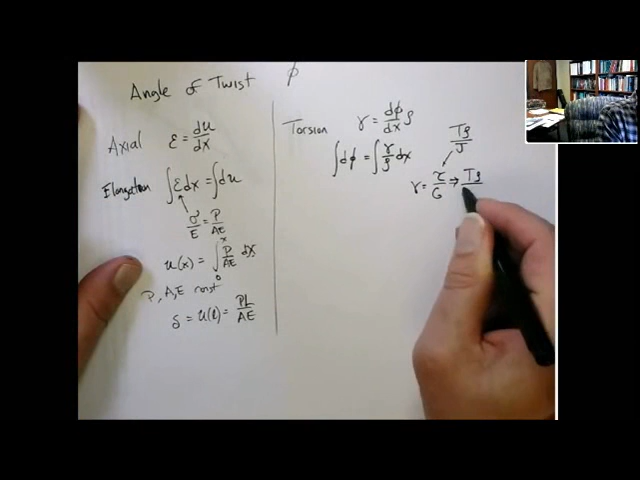 Angle of Twist ϕ
Axial ε = du/dx
Elongation ∫εdx = ∫du
σ/E = P/AE
u(x) = ∫₀ˣ P/AE dx
P, A, E const
δ = u(L) = PL/AE
Torsion γ = dϕ/dx ρ
∫dϕ = ∫γ/ρ dx
Tρ/J
γ = τ/G → Tρ